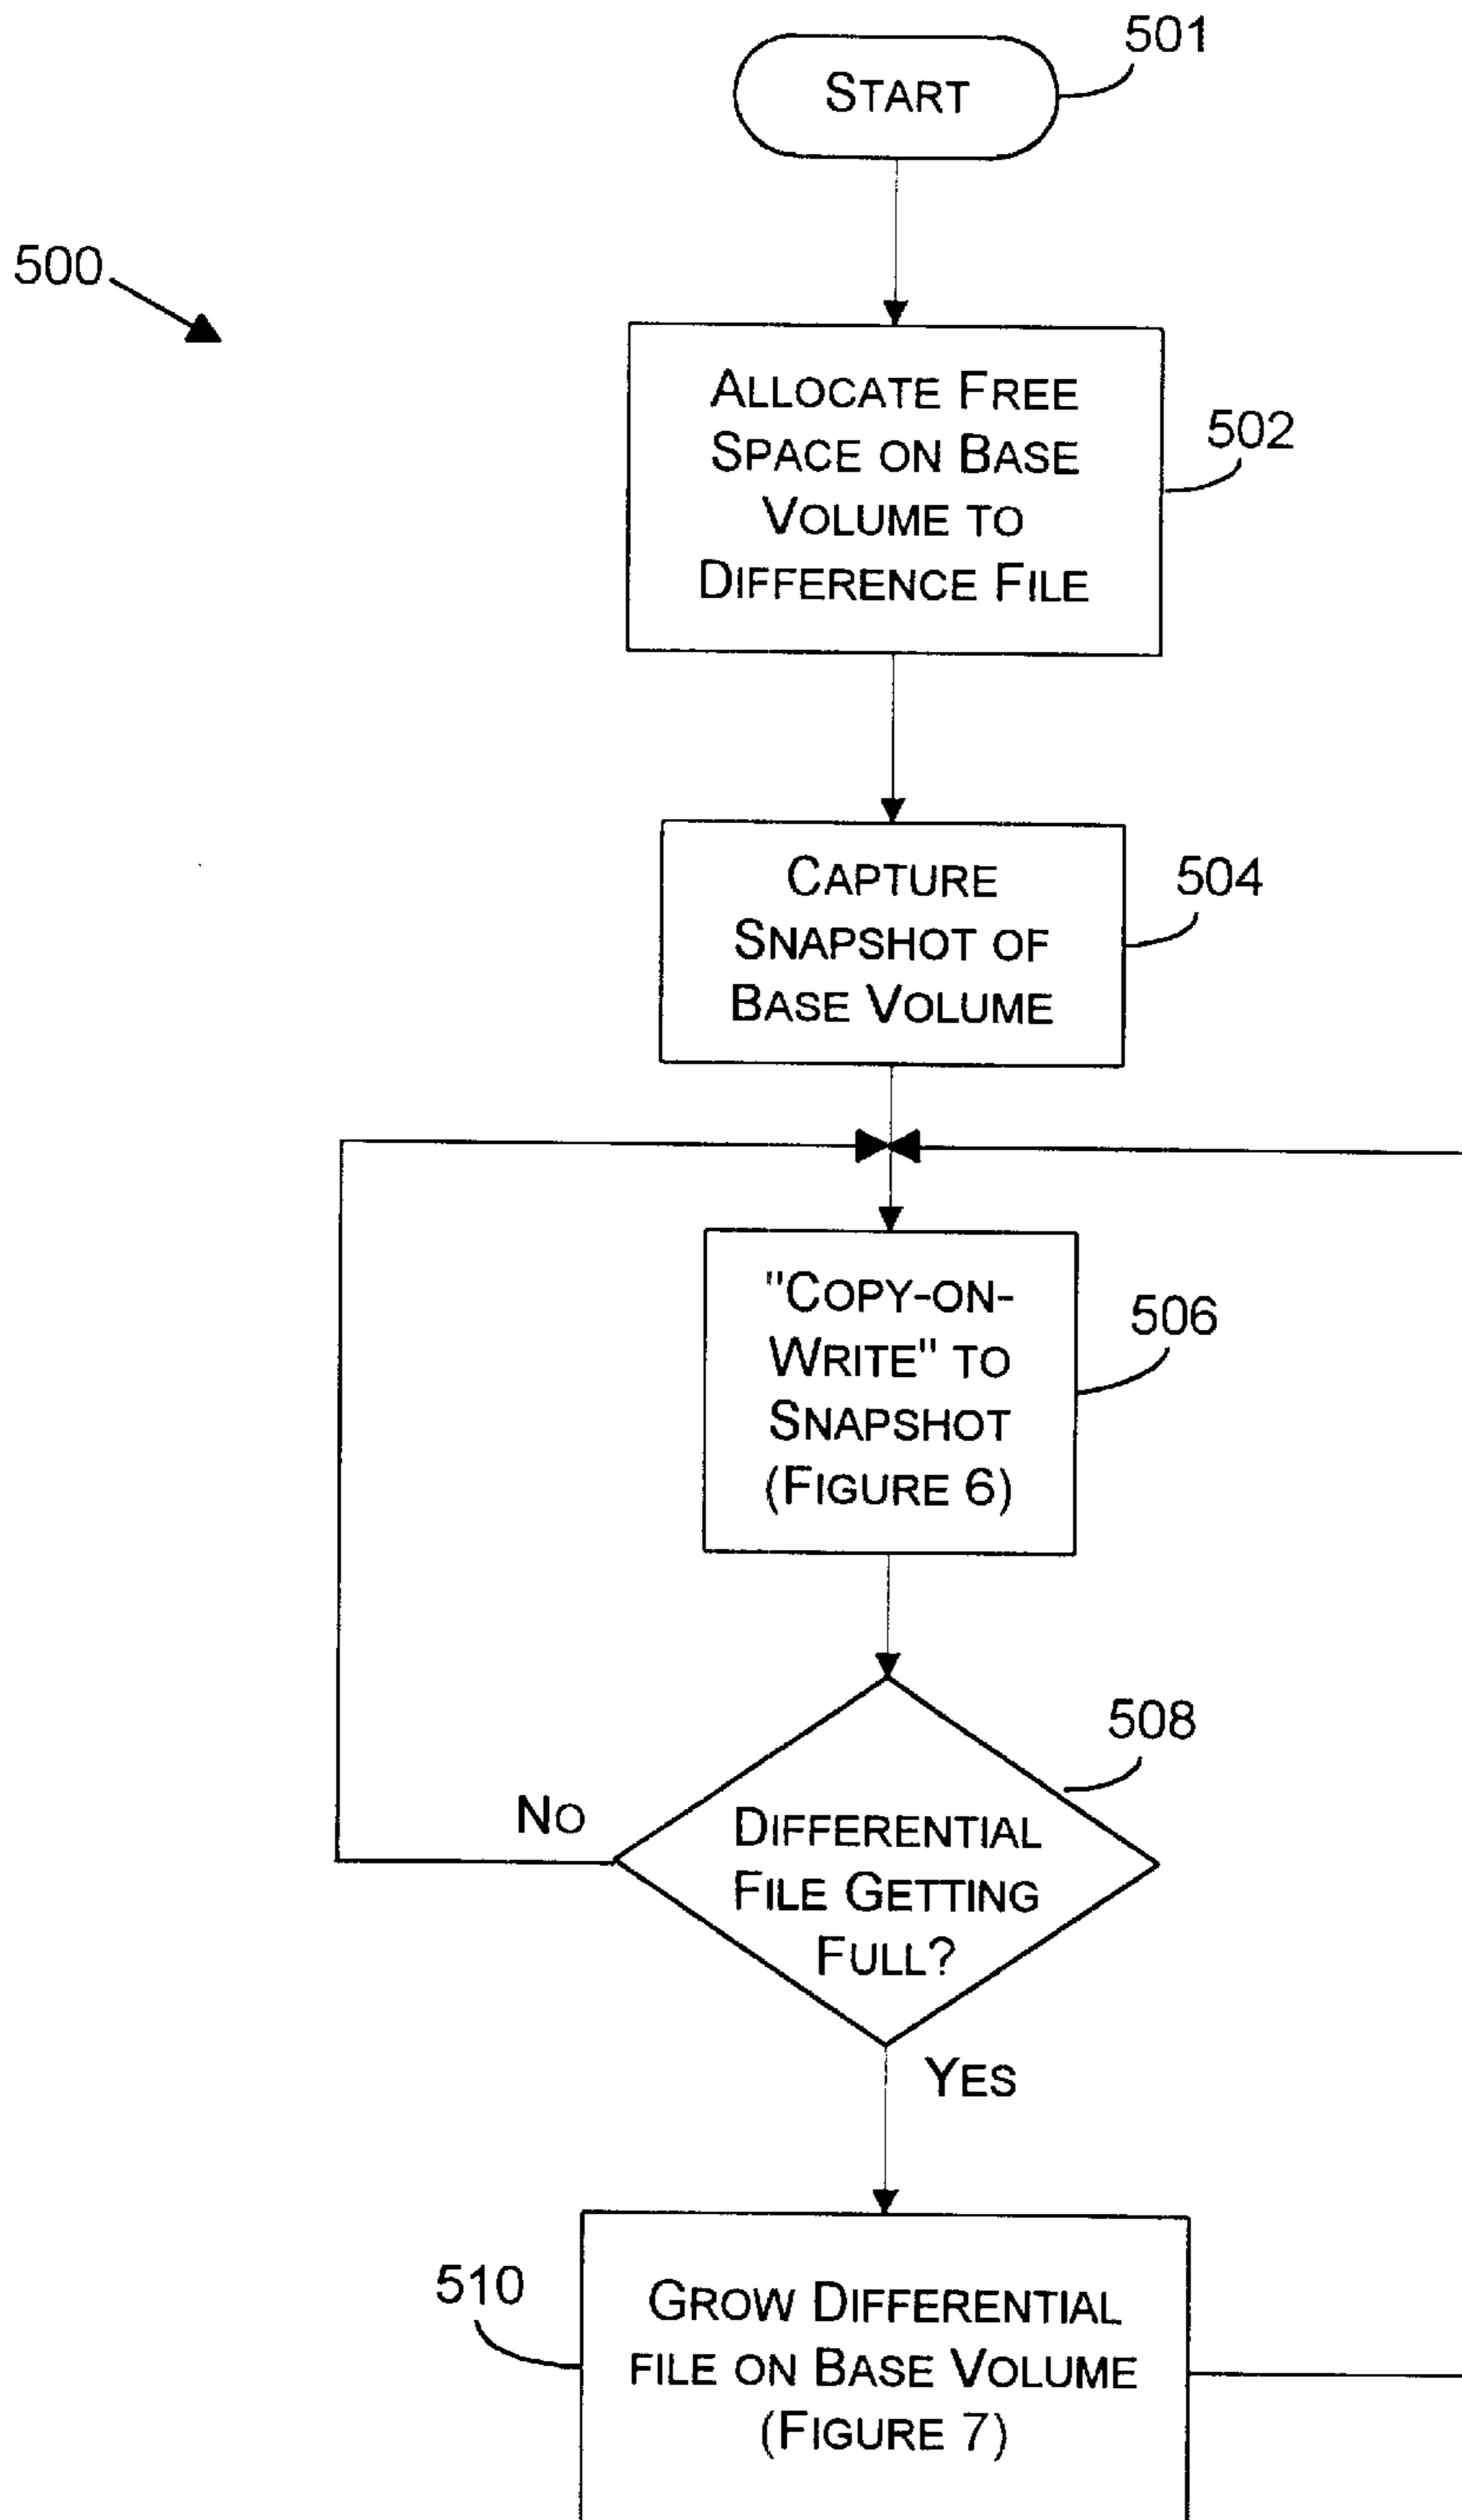 501
START
500
ALLOCATE FREE
SPACE ON BASE
VOLUME TO
DIFFERENCE FILE
502
CAPTURE
SNAPSHOT OF
BASE VOLUME
504
"COPY-ON-
WRITE" TO
SNAPSHOT
(FIGURE 6)
506
508
NO
DIFFERENTIAL
FILE GETTING
FULL?
YES
510
GROW DIFFERENTIAL
FILE ON BASE VOLUME
(FIGURE 7)